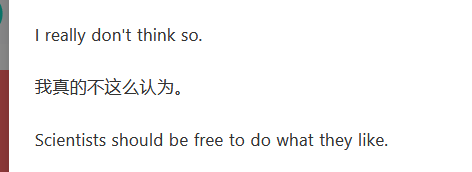 I really don't think so.
我真的不这么认为。
Scientists should be free to do what they like.